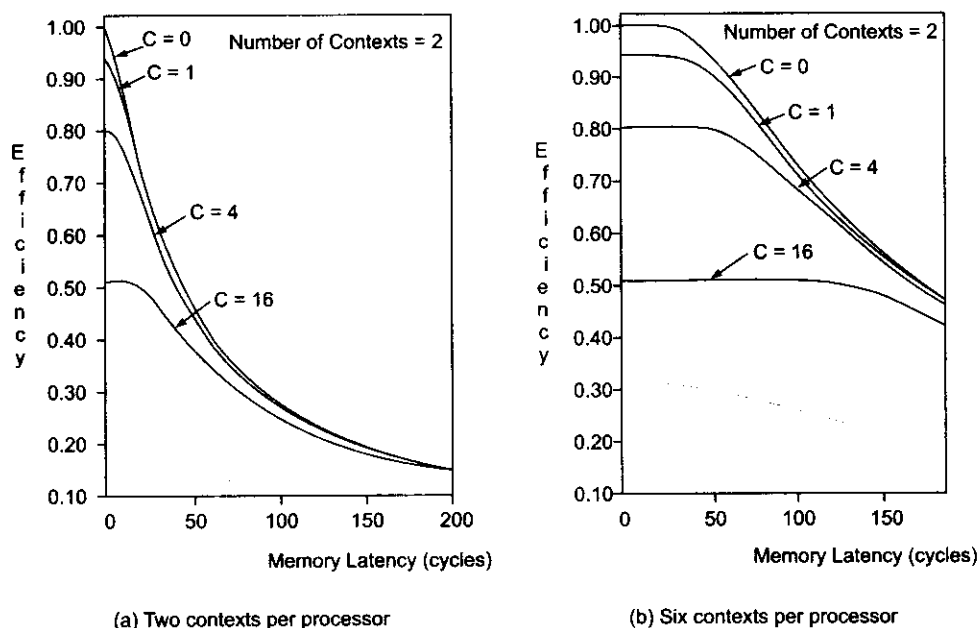 Number of Contexts = 2
C = 0
C = 1
C = 4
C = 16
Efficiency
1.00
0.90
0.80
0.70
0.60
0.50
0.40
0.30
0.20
0.10
0 50 100 150 200
Memory Latency (cycles)
(a) Two contexts per processor
Number of Contexts = 2
C = 0
C = 1
C = 4
C = 16
Efficiency
1.00
0.90
0.80
0.70
0.60
0.50
0.40
0.30
0.20
0.10
0 50 100 150
Memory Latency (cycles)
(b) Six contexts per processor